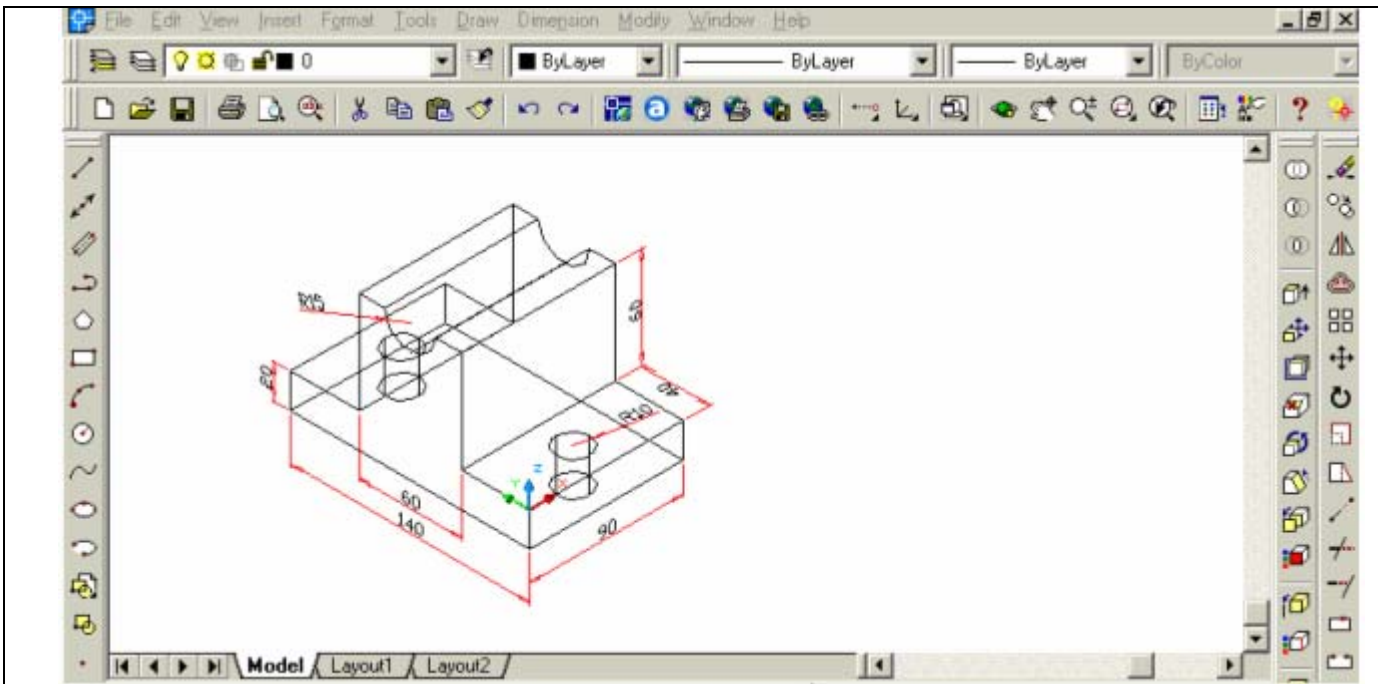 File Edit View Insert Format Tools Draw Dimension Modify Window Help
0 ByLayer ByLayer ByLayer ByColor
R15
60
20
40
R10
Z
Y X
60
140
90
Model Layout1 Layout2